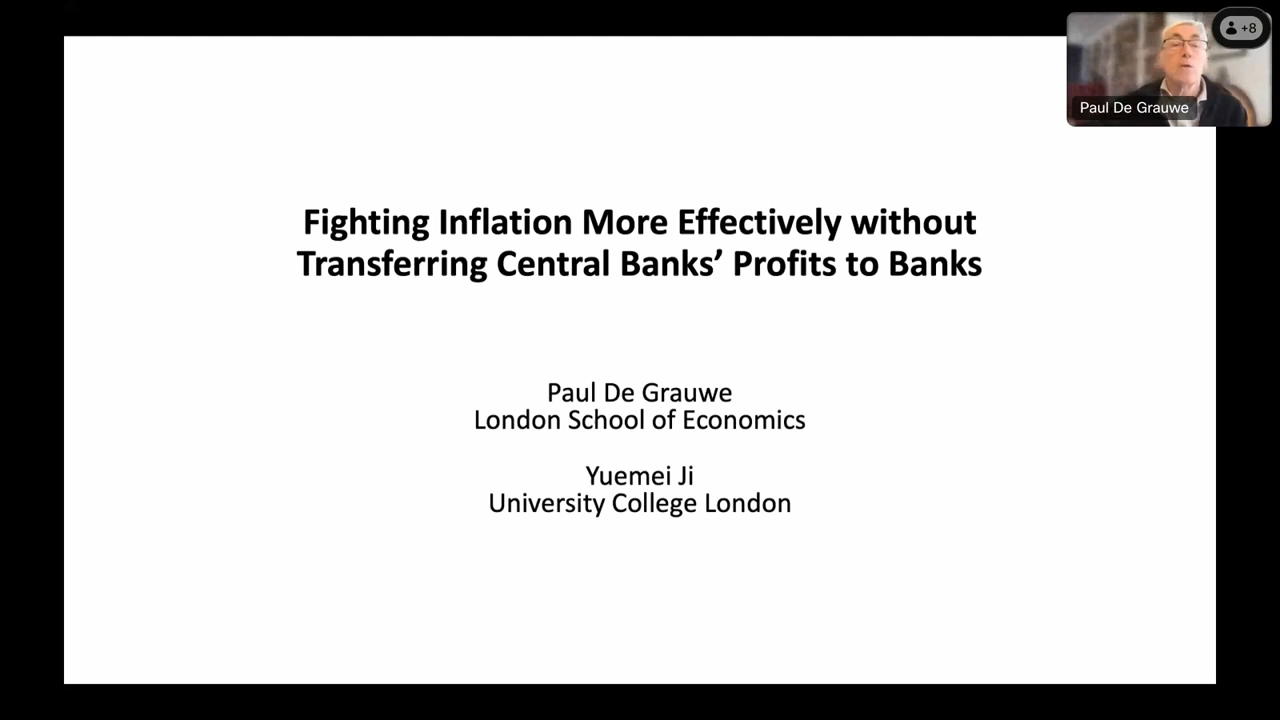 +8
Paul De Grauwe
Fighting Inflation More Effectively without
Transferring Central Banks’ Profits to Banks
Paul De Grauwe
London School of Economics
Yuemei Ji
University College London